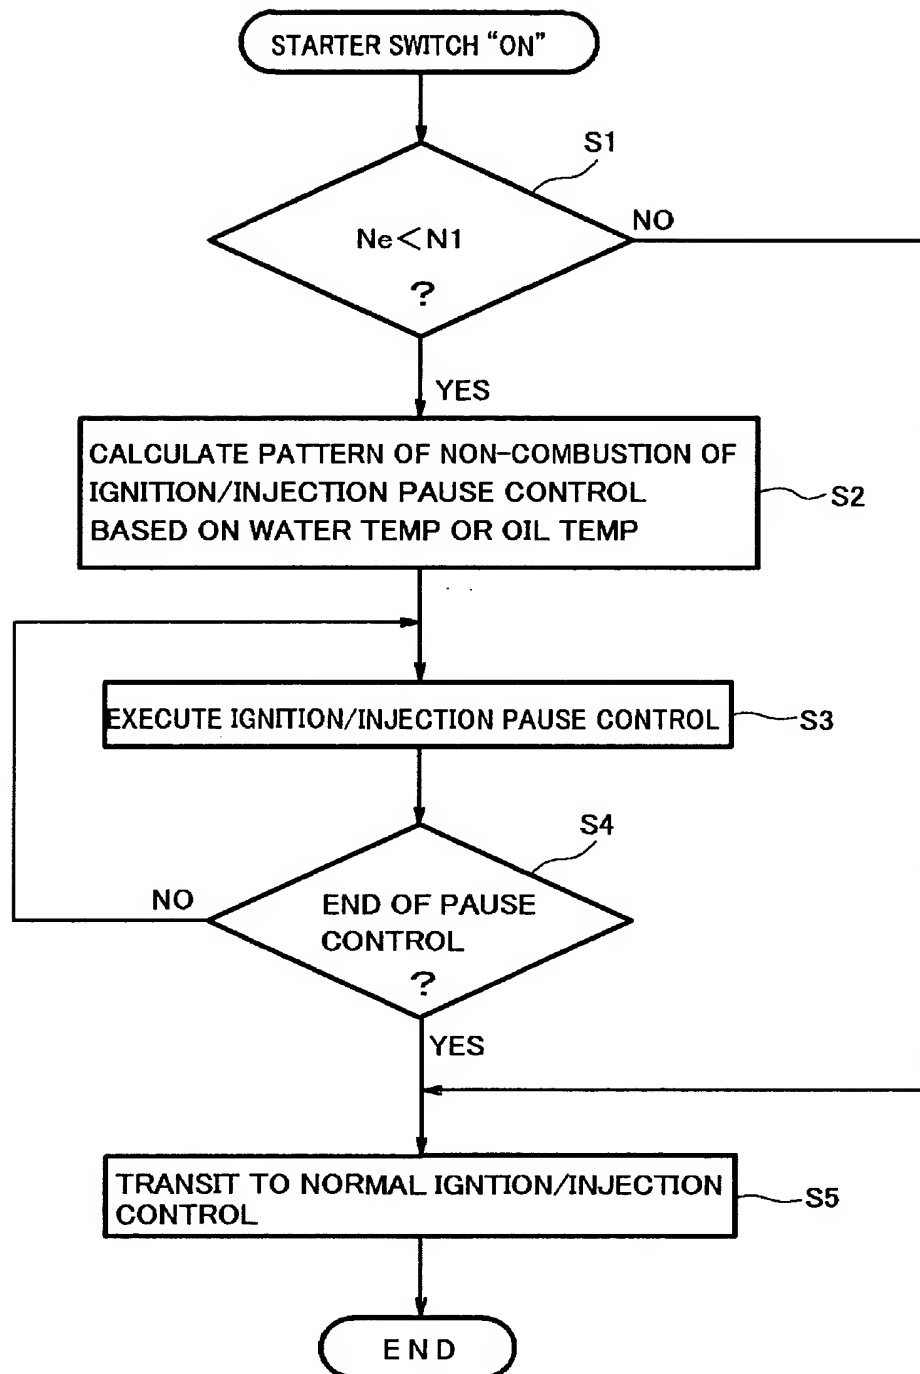 STARTER SWITCH “ON”
S1
Ne<N1
?
NO
YES
CALCULATE PATTERN OF NON-COMBUSTION OF
IGNITION/INJECTION PAUSE CONTROL
BASED ON WATER TEMP OR OIL TEMP
S2
EXECUTE IGNITION/INJECTION PAUSE CONTROL
S3
S4
NO
END OF PAUSE
CONTROL
?
YES
TRANSIT TO NORMAL IGNTION/INJECTION
CONTROL
S5
END